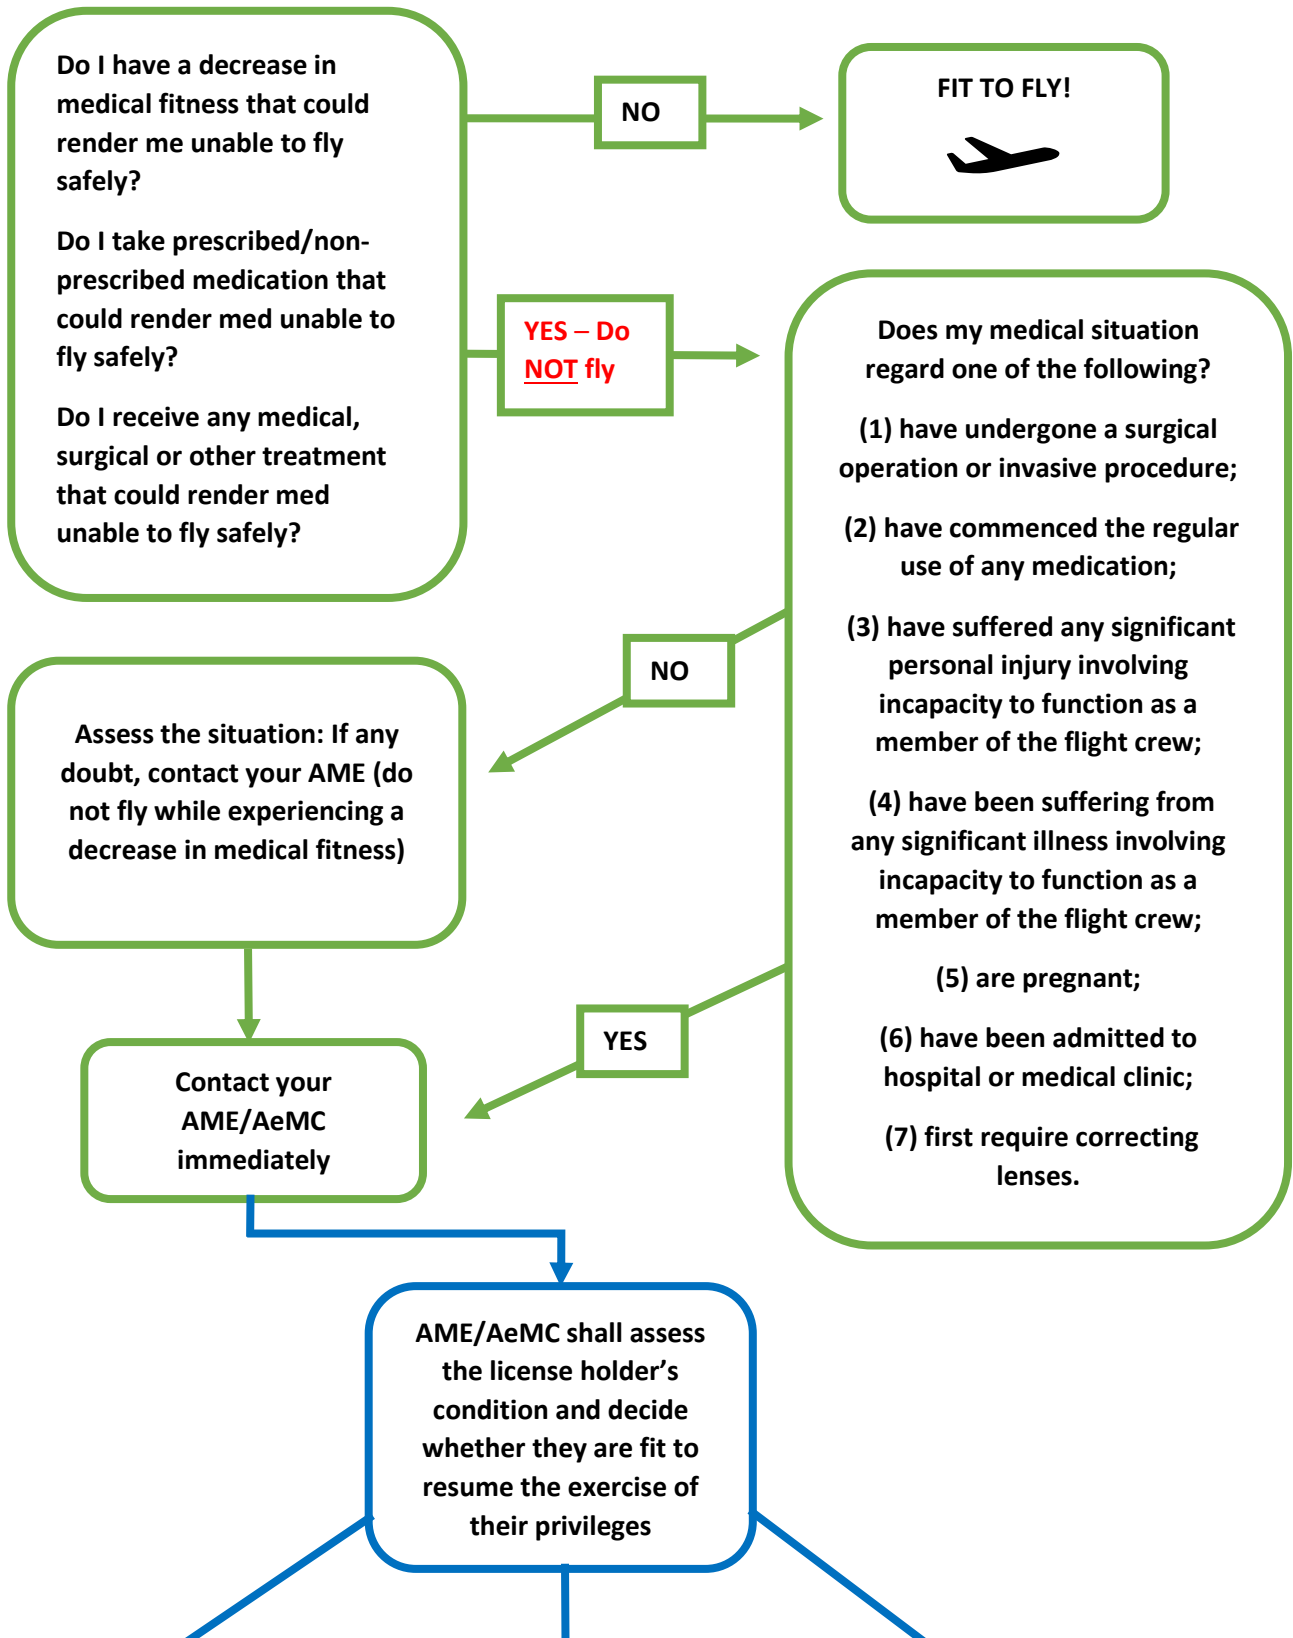 Do I have a decrease in
medical fitness that could
render me unable to fly
safely?
Do I take prescribed/non-
prescribed medication that
could render med unable to
fly safely?
Do I receive any medical,
surgical or other treatment
that could render med
unable to fly safely?
NO
FIT TO FLY!
YES – Do
NOT fly
Does my medical situation
regard one of the following?
(1) have undergone a surgical
operation or invasive procedure;
(2) have commenced the regular
use of any medication;
(3) have suffered any significant
personal injury involving
incapacity to function as a
member of the flight crew;
(4) have been suffering from
any significant illness involving
incapacity to function as a
member of the flight crew;
(5) are pregnant;
(6) have been admitted to
hospital or medical clinic;
(7) first require correcting
lenses.
NO
Assess the situation: If any
doubt, contact your AME (do
not fly while experiencing a
decrease in medical fitness)
YES
Contact your
AME/AeMC
immediately
AME/AeMC shall assess
the license holder’s
condition and decide
whether they are fit to
resume the exercise of
their privileges